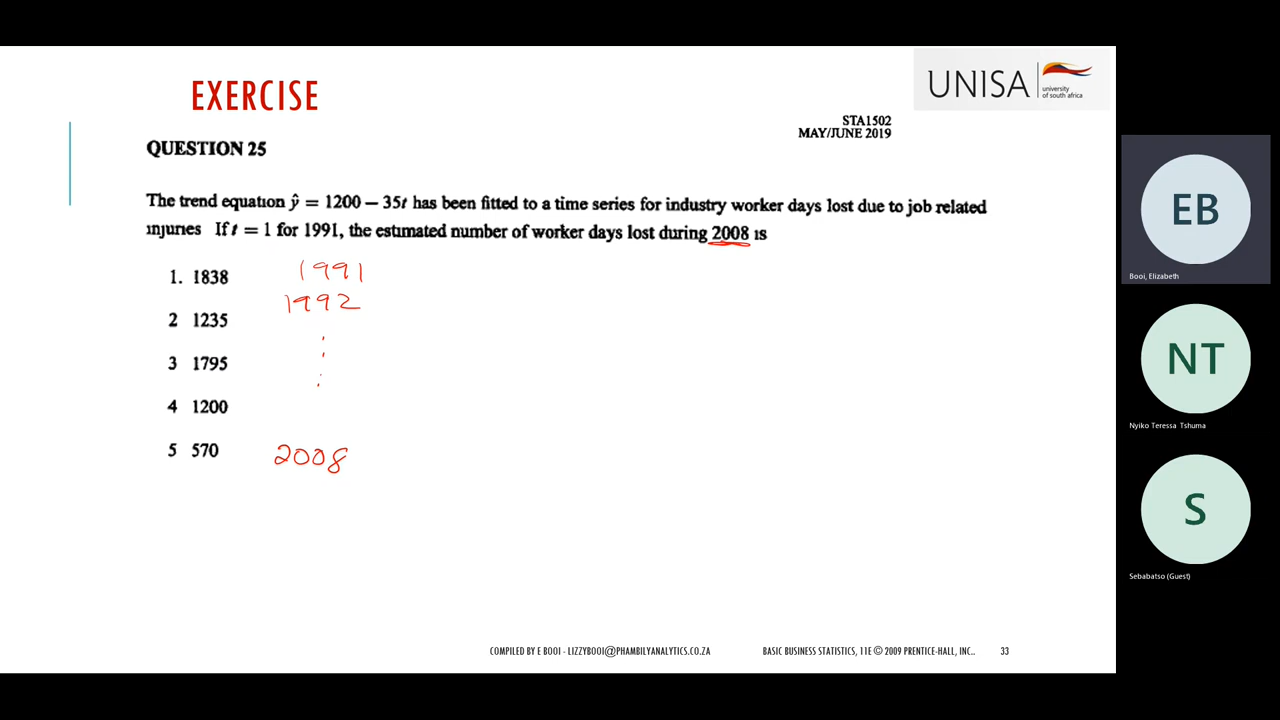 EXERCISE
UNISA
university
of south africa
STA1502
MAY/JUNE 2019
QUESTION 25
The trend equation ŷ = 1200 − 35t has been fitted to a time series for industry worker days lost due to job related
injuries If t = 1 for 1991, the estimated number of worker days lost during 2008 is
1. 1838
2 1235
3 1795
4 1200
5 570
1991
1992
⋮
2008
COMPILED BY E BOOI - LIZZYBOOI@PHAMBILYANALYTICS.CO.ZA
BASIC BUSINESS STATISTICS, 11E © 2009 PRENTICE-HALL, INC..
33
EB
Booi, Elizabeth
NT
Nyiko Teressa Tshuma
S
Sebabatso (Guest)